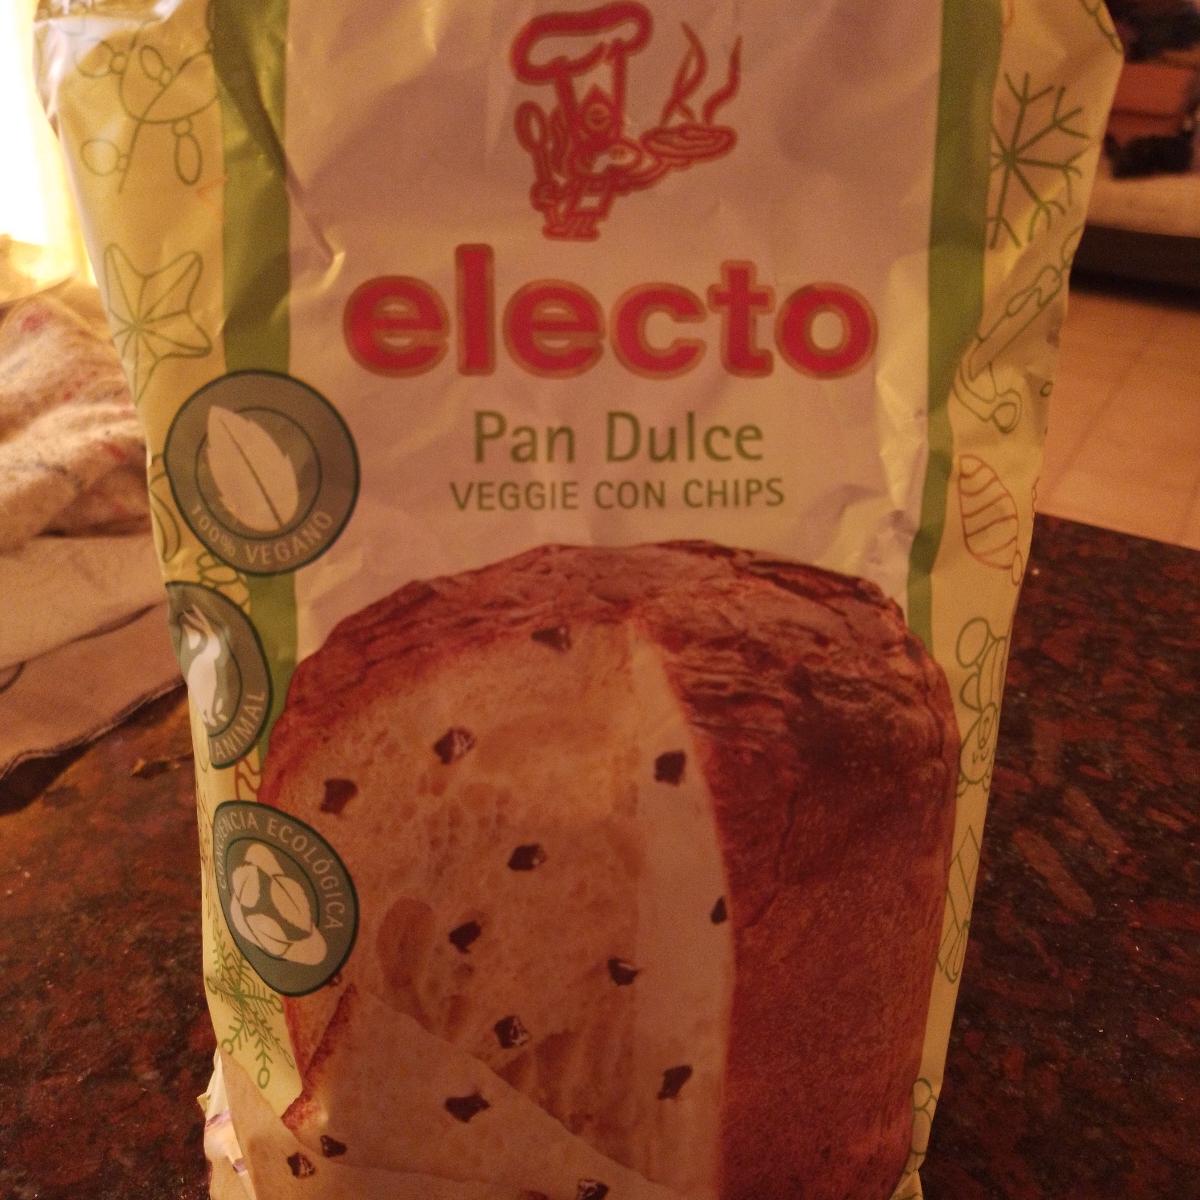 electo
Pan Dulce
VEGGIE CON CHIPS
100% VEGANO
ANIMAL
CONCIENCIA ECOLÓGICA